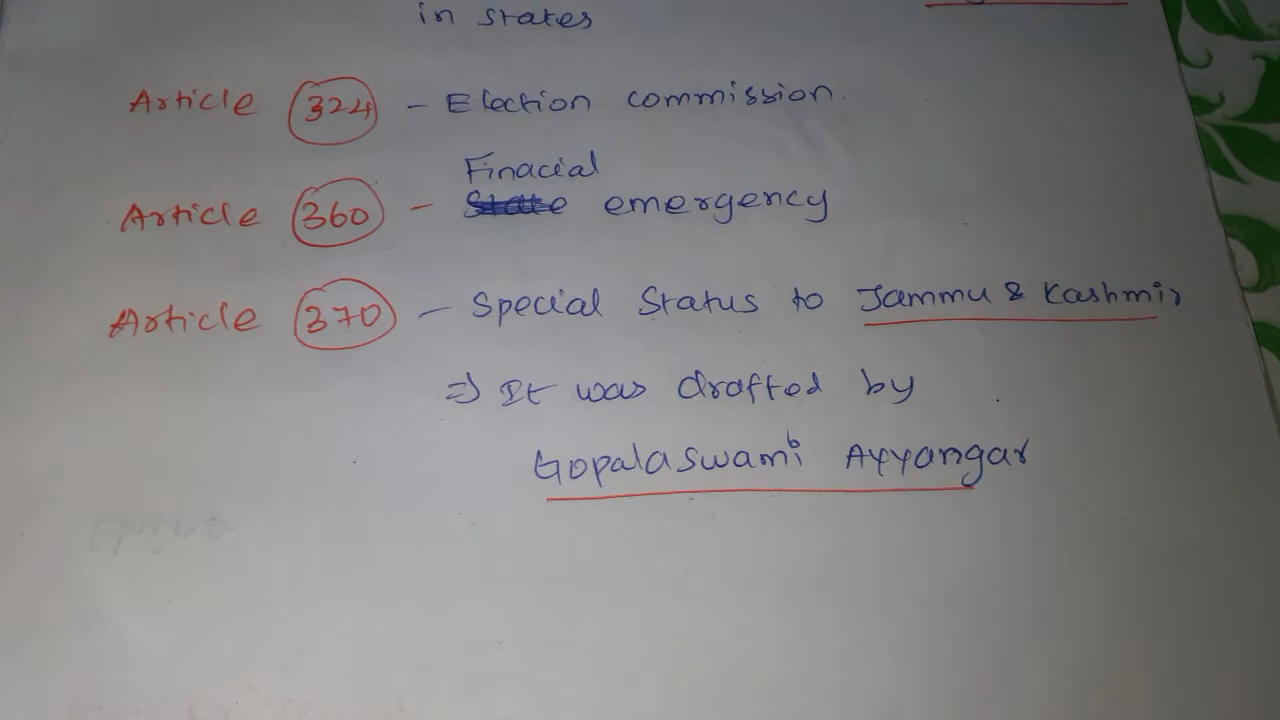 in states
Article 324 - Election commission.
Finacial
Article 360 - State emergency
Article 370 - Special Status to Jammu & Kashmir
⇒ It was drafted by
Gopalaswami Ayyangar